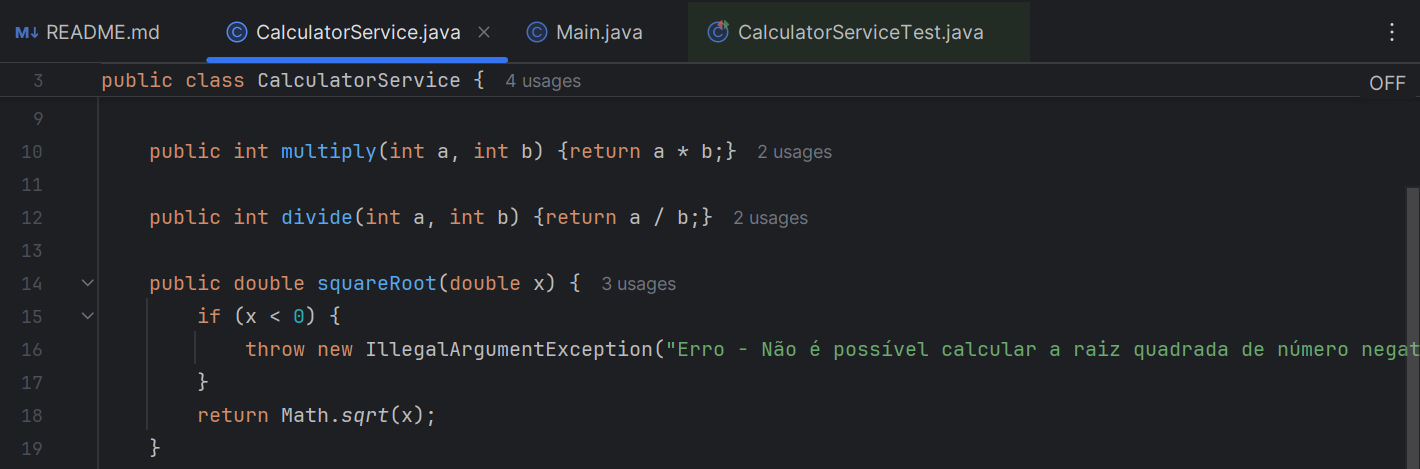 README.md CalculatorService.java Main.java CalculatorServiceTest.java
3 public class CalculatorService { 4 usages OFF
9
10 public int multiply(int a, int b) {return a * b;} 2 usages
11
12 public int divide(int a, int b) {return a / b;} 2 usages
13
14 public double squareRoot(double x) { 3 usages
15 if (x < 0) {
16 throw new IllegalArgumentException("Erro - Não é possível calcular a raiz quadrada de número negat
17 }
18 return Math.sqrt(x);
19 }